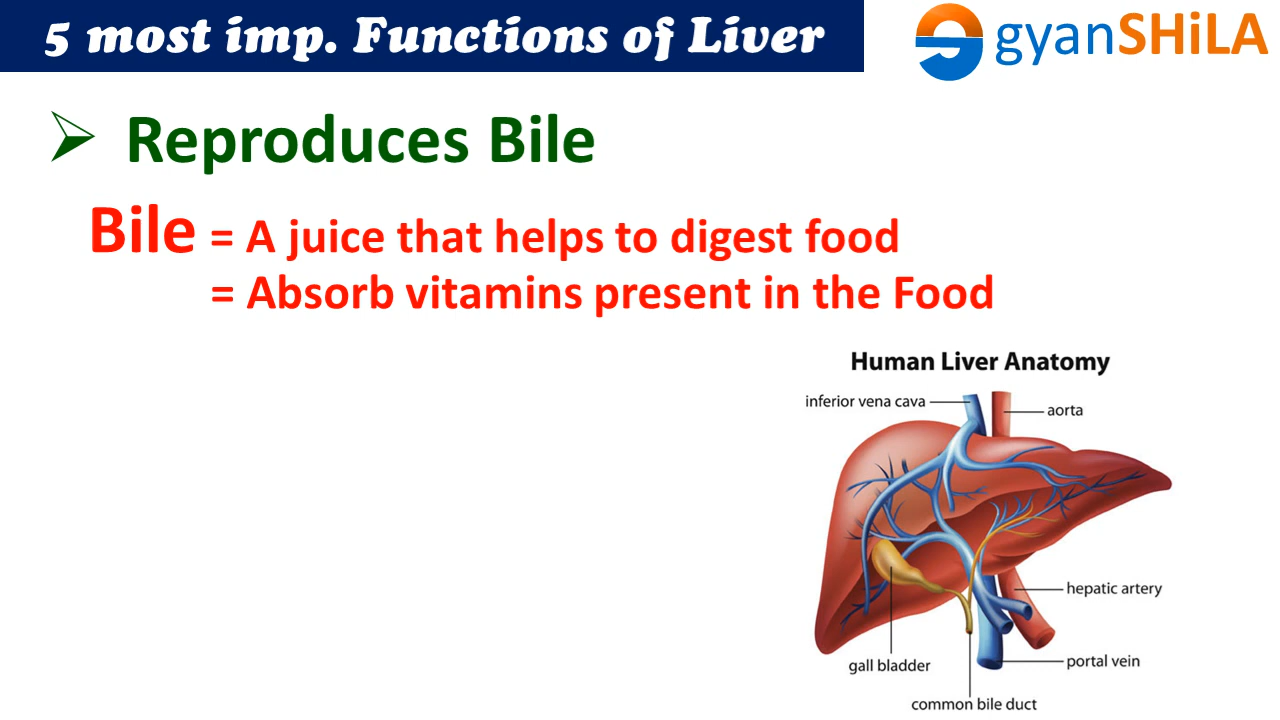 5 most imp. Functions of Liver
gyanSHiLA
Reproduces Bile
Bile = A juice that helps to digest food
= Absorb vitamins present in the Food
Human Liver Anatomy
inferior vena cava
aorta
hepatic artery
gall bladder
portal vein
common bile duct